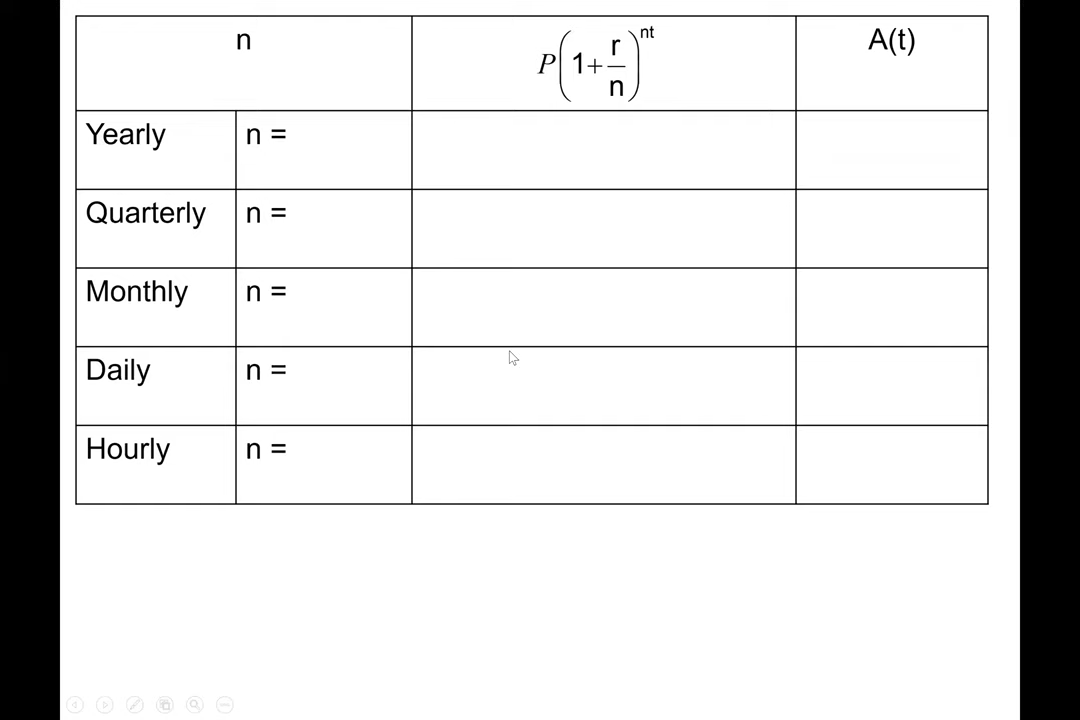 n
P(1+r/n)^nt
A(t)
Yearly n =
Quarterly n =
Monthly n =
Daily n =
Hourly n =